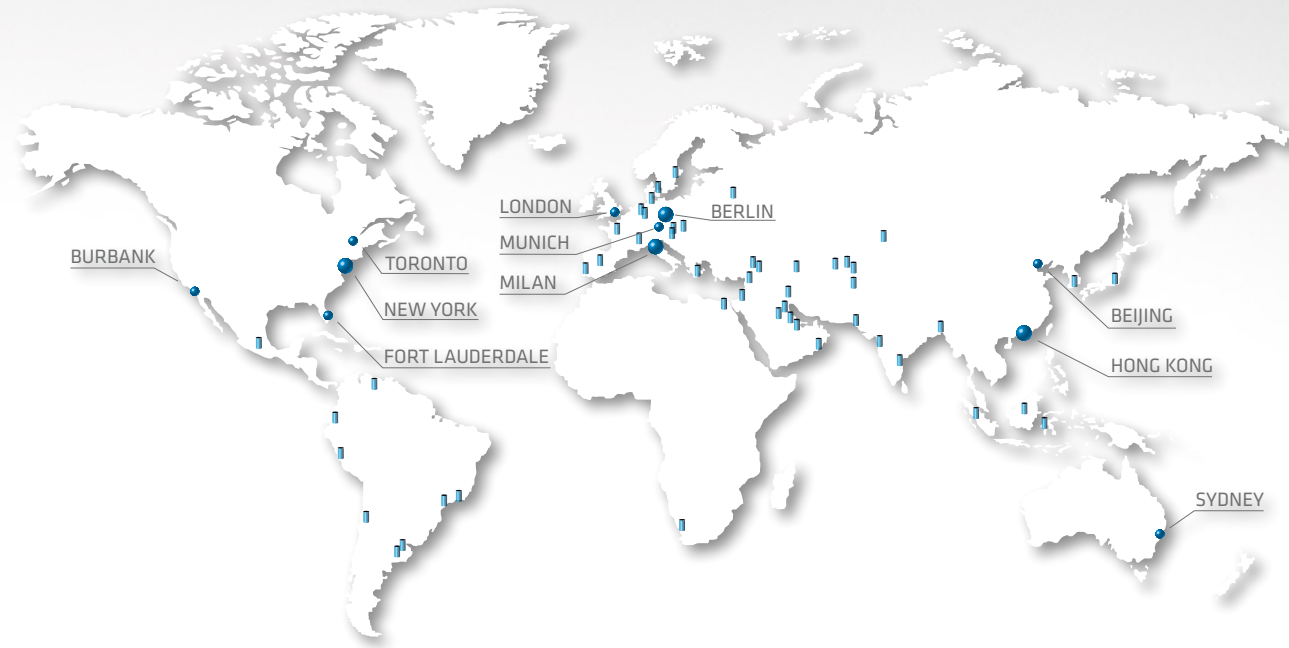 LONDON
BERLIN
MUNICH
BURBANK
TORONTO
MILAN
NEW YORK
BEIJING
FORT LAUDERDALE
HONG KONG
SYDNEY